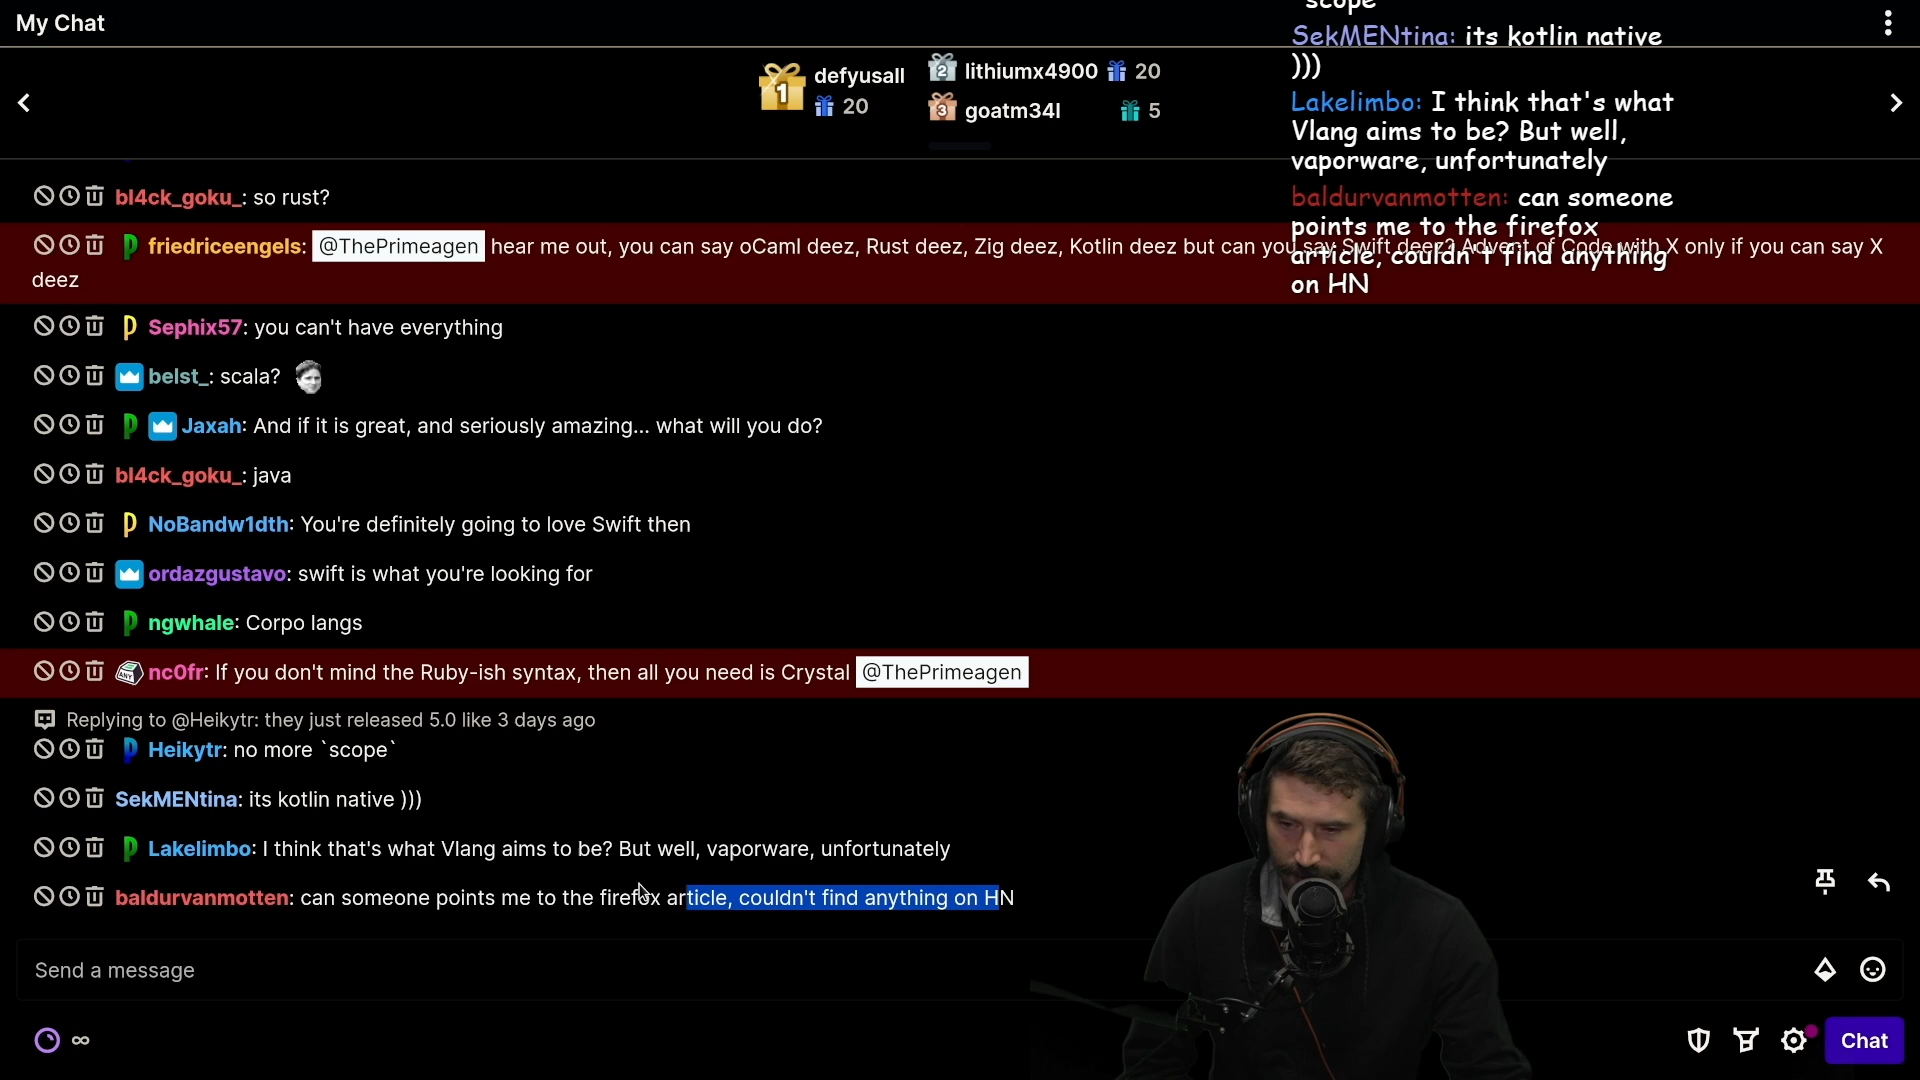 My Chat
defyusall
20
lithiumx4900 20
goatm34l 5
bl4ck_goku_: so rust?
friedriceengels: @ThePrimeagen hear me out, you can say oCaml deez, Rust deez, Zig deez, Kotlin deez but can you say Swift deez? Advent of Code with X only if you can say X
deez
Sephix57: you can't have everything
belst_: scala?
Jaxah: And if it is great, and seriously amazing... what will you do?
bl4ck_goku_: java
NoBandw1dth: You're definitely going to love Swift then
ordazgustavo: swift is what you're looking for
ngwhale: Corpo langs
nc0fr: If you don't mind the Ruby-ish syntax, then all you need is Crystal @ThePrimeagen
Replying to @Heikytr: they just released 5.0 like 3 days ago
Heikytr: no more `scope`
SekMENtina: its kotlin native )))
Lakelimbo: I think that's what Vlang aims to be? But well, vaporware, unfortunately
baldurvanmotten: can someone points me to the firefox article, couldn't find anything on HN
Send a message
∞
Chat
scope
SekMENtina: its kotlin native
)))
Lakelimbo: I think that's what
Vlang aims to be? But well,
vaporware, unfortunately
baldurvanmotten: can someone
points me to the firefox
article, couldn't find anything
on HN